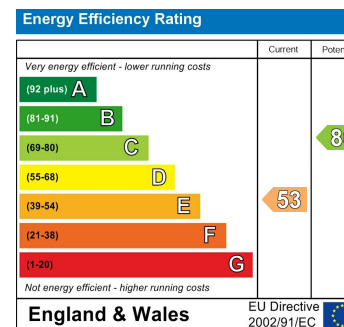 Energy Efficiency Rating
Current
Very energy efficient - lower running costs
(92 plus) A
(81-91) B
(69-80) C
(55-68) D
(39-54) E
53
(21-38) F
(1-20) G
Not energy efficient - higher running costs
England & Wales
EU Directive
2002/91/EC